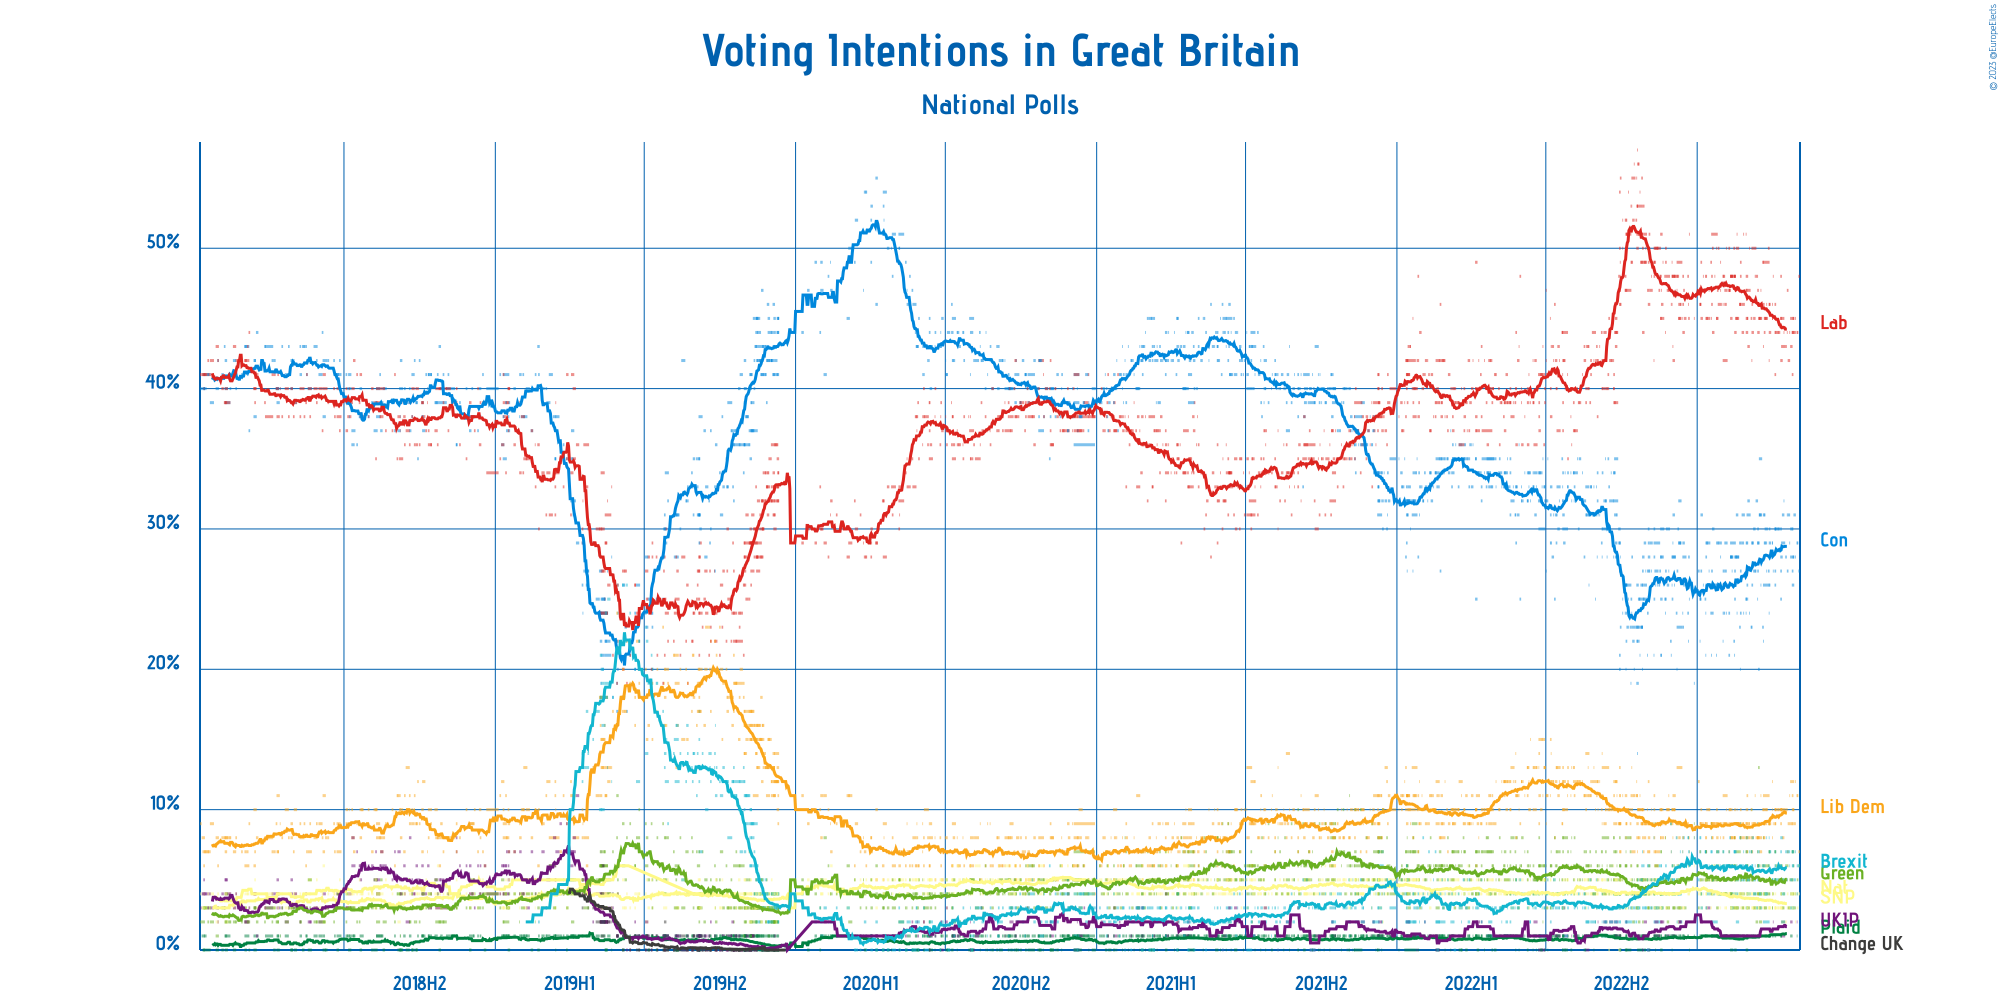 Voting Intentions in Great Britain
National Polls
© 2023 @EuropeElects
50%
40%
30%
20%
10%
0%
Lab
Con
Lib Dem
Brexit
Green
SNP
UKIP
Plaid
Change UK
2018H2
2019H1
2019H2
2020H1
2020H2
2021H1
2021H2
2022H1
2022H2